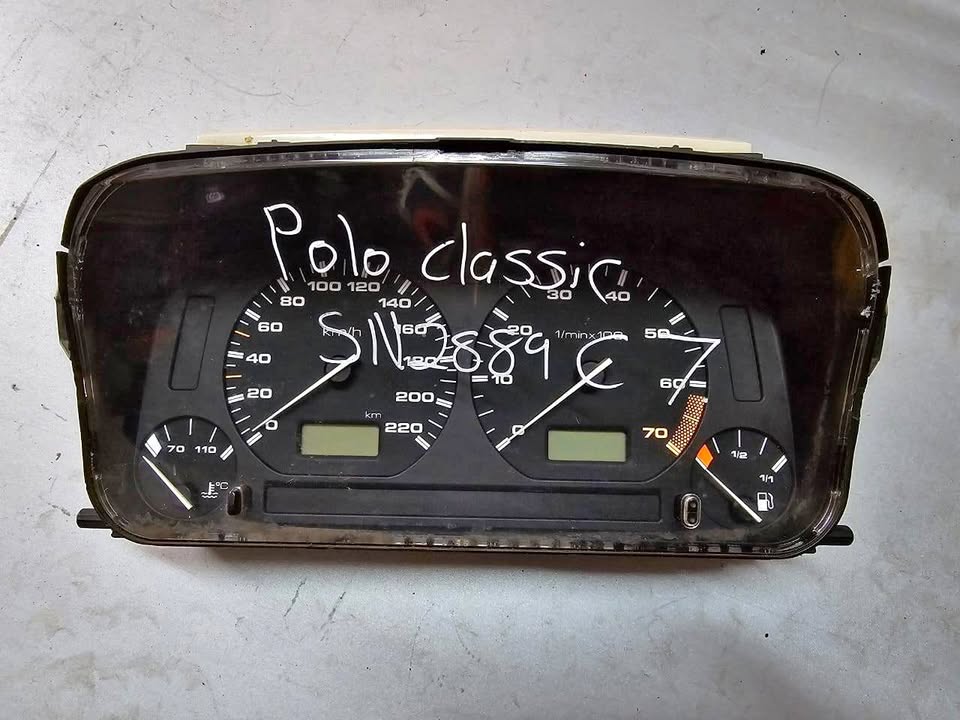 Polo classic
SIN2889 C 7
100 120
80 140
60 km/h 160
40 180
20 200
0 km 220
30 40
20 1/min x 100 50
10 60
0 70
70 110
°C
1/2
1/1